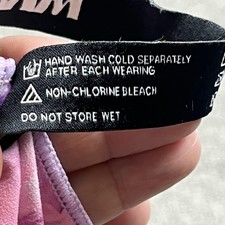 HAND WASH COLD SEPARATELY
AFTER EACH WEARING
NON-CHLORINE BLEACH
DO NOT STORE WET